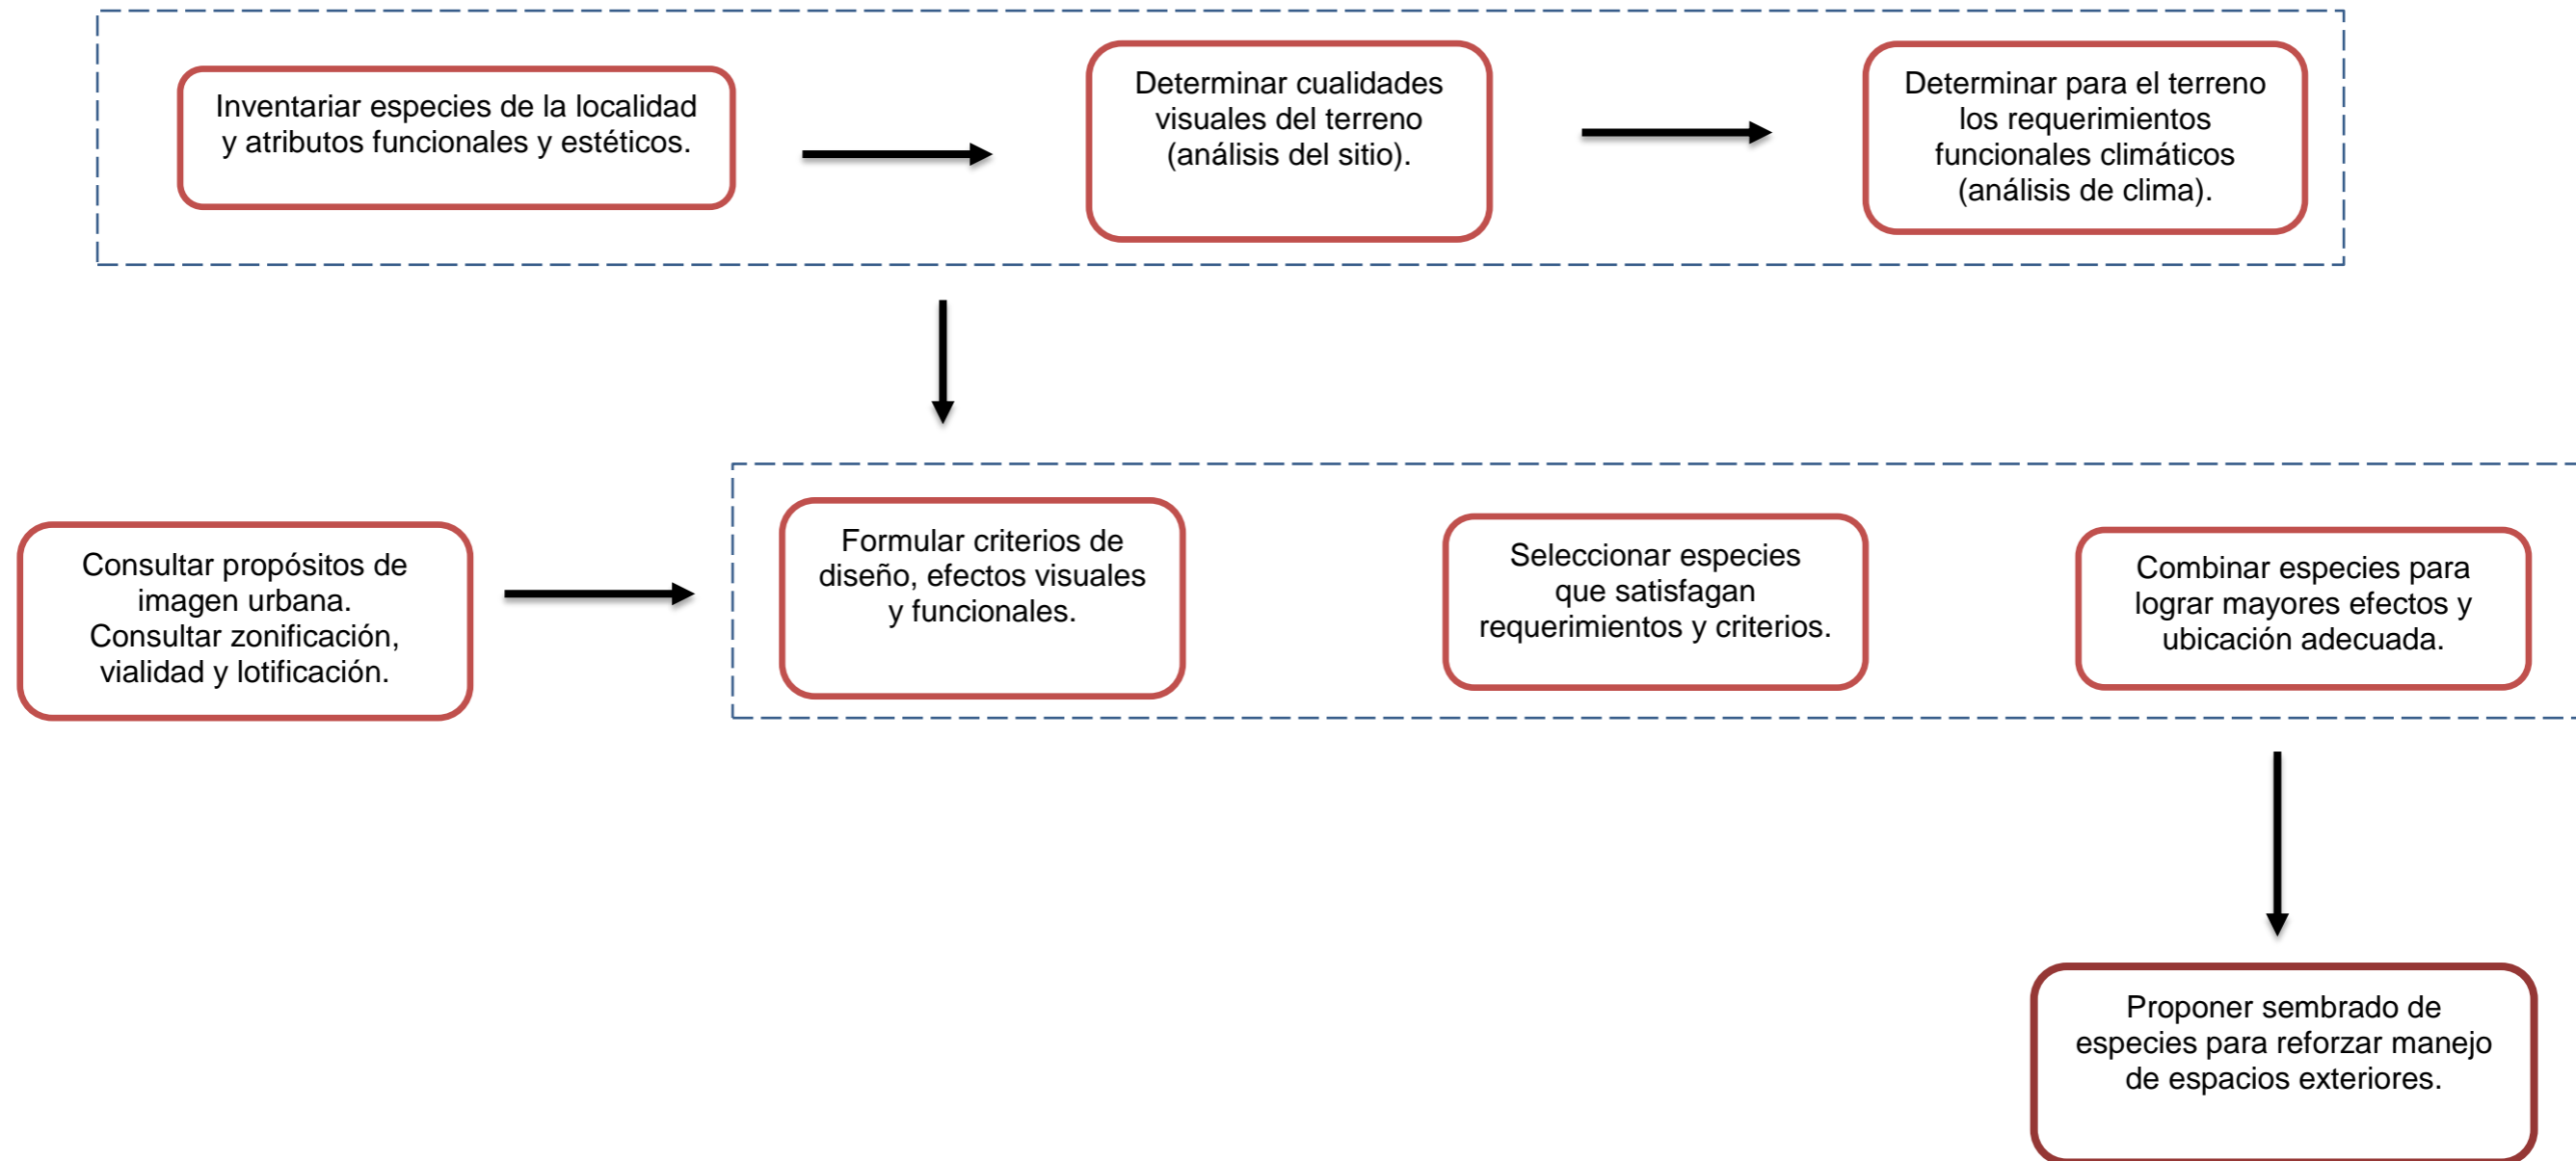 Inventariar especies de la localidad
y atributos funcionales y estéticos.
Determinar cualidades
visuales del terreno
(análisis del sitio).
Determinar para el terreno
los requerimientos
funcionales climáticos
(análisis de clima).
Consultar propósitos de
imagen urbana.
Consultar zonificación,
vialidad y lotificación.
Formular criterios de
diseño, efectos visuales
y funcionales.
Seleccionar especies
que satisfagan
requerimientos y criterios.
Combinar especies para
lograr mayores efectos y
ubicación adecuada.
Proponer sembrado de
especies para reforzar manejo
de espacios exteriores.